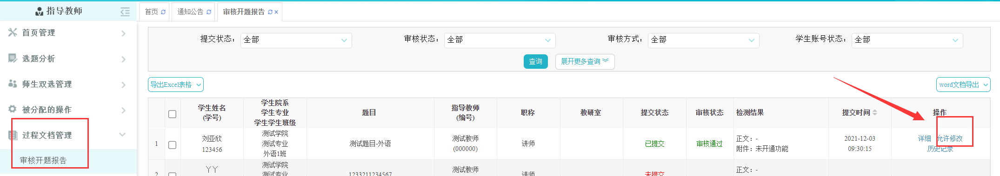 指导教师
首页
通知公告
审核开题报告
首页管理
选题分析
师生双选管理
被分配的操作
过程文档管理
审核开题报告
提交状态： 全部
审核状态： 全部
审核方式： 全部
学生账号状态： 全部
查询
展开更多查询
导出Excel表格
word文档导出
学生姓名
(学号)
学生院系
学生专业
学生学生班级
题目
指导教师
(编号)
职称
教研室
提交状态
审核状态
检测结果
提交时间
操作
1
刘亚欣
123456
测试学院
测试专业
外语1班
测试题目-外语
测试教师
(000000)
讲师
已提交
审核通过
正文：-
附件：未开通功能
2021-12-03
09:30:15
详细 允许修改
历史记录
2
丫丫
测试学院
测试专业
1233211234567
测试教师
讲师
未提交
正文：-